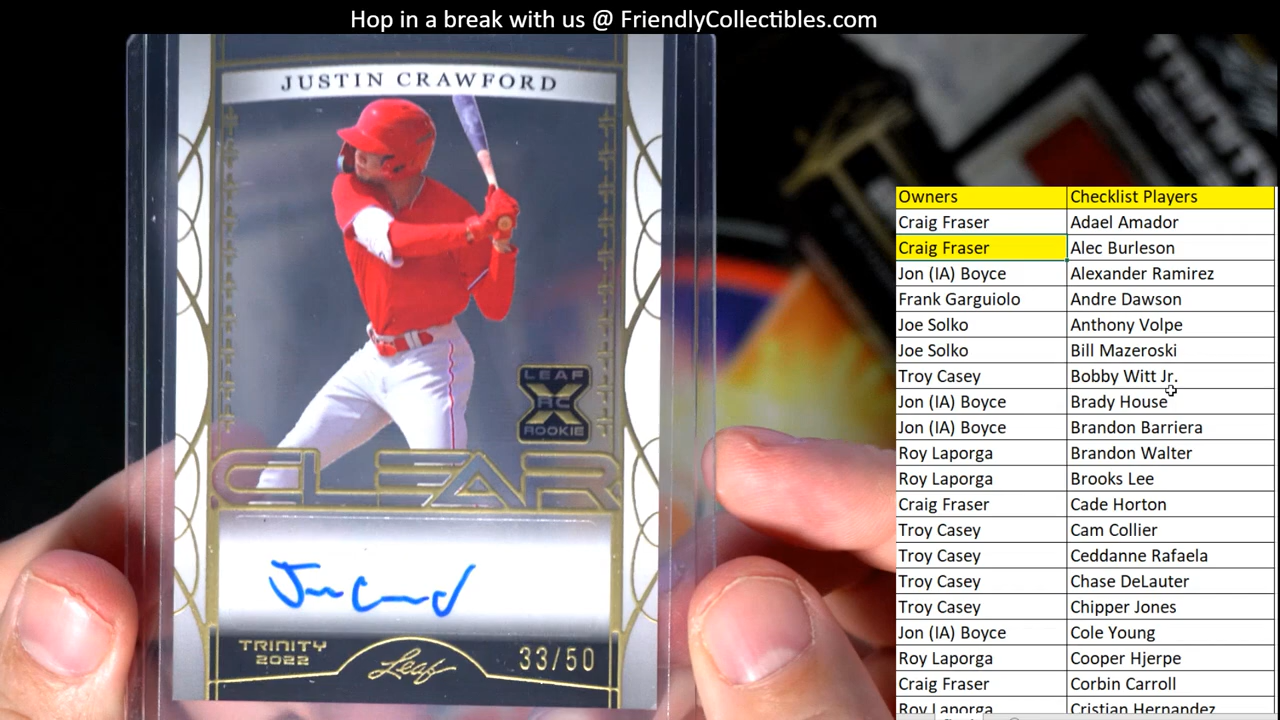 Hop in a break with us @ FriendlyCollectibles.com
JUSTIN CRAWFORD
LEAF
X
RC
ROOKIE
CLEAR
TRINITY
2022
Leaf
33/50
Owners Checklist Players
Craig Fraser Adael Amador
Craig Fraser Alec Burleson
Jon (IA) Boyce Alexander Ramirez
Frank Garguiolo Andre Dawson
Joe Solko Anthony Volpe
Joe Solko Bill Mazeroski
Troy Casey Bobby Witt Jr.
Jon (IA) Boyce Brady House
Jon (IA) Boyce Brandon Barriera
Roy Laporga Brandon Walter
Roy Laporga Brooks Lee
Craig Fraser Cade Horton
Troy Casey Cam Collier
Troy Casey Ceddanne Rafaela
Troy Casey Chase DeLauter
Troy Casey Chipper Jones
Jon (IA) Boyce Cole Young
Roy Laporga Cooper Hjerpe
Craig Fraser Corbin Carroll
Roy Laporga Cristian Hernandez